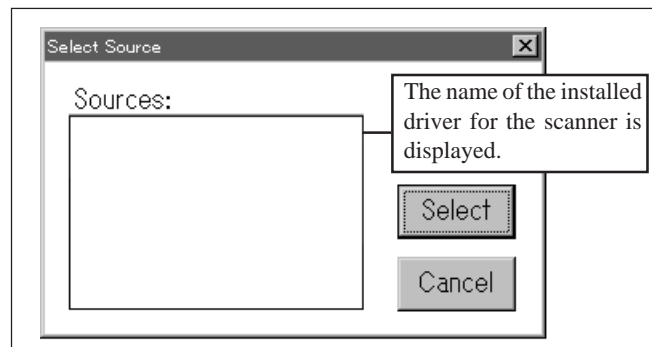 Select Source
Sources:
The name of the installed
driver for the scanner is
displayed.
Select
Cancel